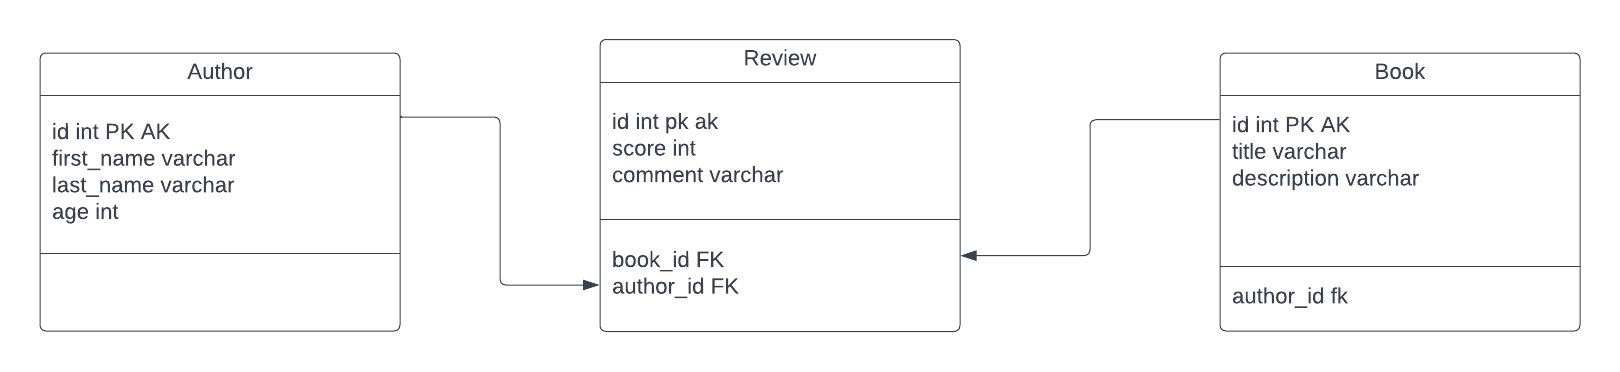 Author
id int PK AK
first_name varchar
last_name varchar
age int
Review
id int pk ak
score int
comment varchar
book_id FK
author_id FK
Book
id int PK AK
title varchar
description varchar
author_id fk